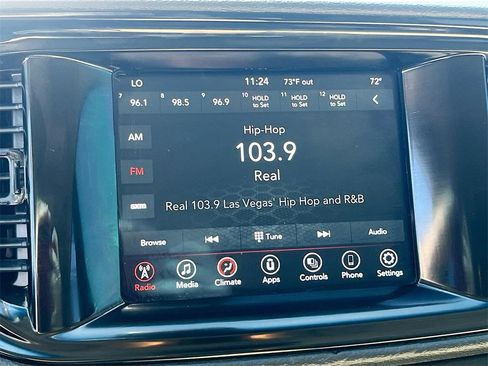 LO 11:24 73°F out 72°
7 96.1 8 98.5 9 96.9 10 HOLD to Set 11 HOLD to Set 12 HOLD to Set
AM
Hip-Hop
103.9
FM
Real
sxm
Real 103.9 Las Vegas' Hip Hop and R&B
Browse Tune Audio
Radio Media Climate Apps Controls Phone Settings